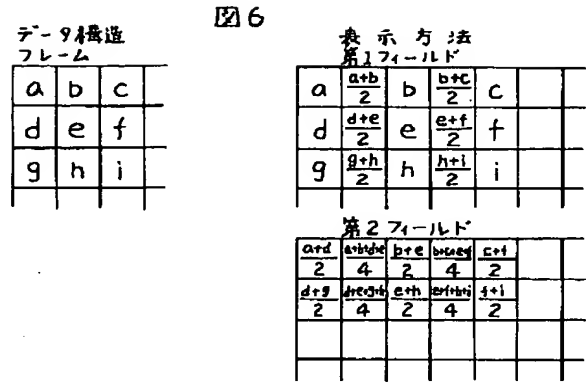 図6
データ構造
フレーム
a b c
d e f
g h i
表示方法
第1フィールド
a (a+b)/2 b (b+c)/2 c
d (d+e)/2 e (e+f)/2 f
g (g+h)/2 h (h+i)/2 i
第2フィールド
(a+d)/2 (a+b+d+e)/4 (b+e)/2 (b+c+e+f)/4 (c+f)/2
(d+g)/2 (d+e+g+h)/4 (e+h)/2 (e+f+h+i)/4 (f+i)/2